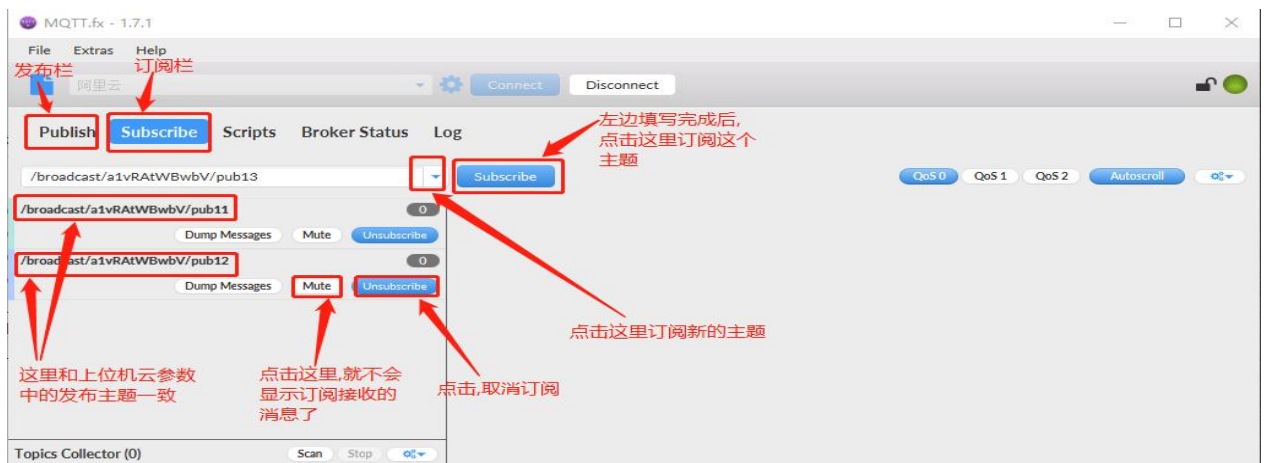 MQTT.fx - 1.7.1
File Extras Help
发布栏
订阅栏
阿里云
Connect
Disconnect
Publish Subscribe Scripts Broker Status Log
左边填写完成后,
点击这里订阅这个
主题
/broadcast/a1vRAtWBwbV/pub13
Subscribe
QoS 0 QoS 1 QoS 2 Autoscroll
/broadcast/a1vRAtWBwbV/pub11
0
Dump Messages Mute Unsubscribe
/broadcast/a1vRAtWBwbV/pub12
0
Dump Messages Mute Unsubscribe
点击这里订阅新的主题
这里和上位机云参数
中的发布主题一致
点击这里,就不会
显示订阅接收的
消息了
点击,取消订阅
Topics Collector (0)
Scan Stop